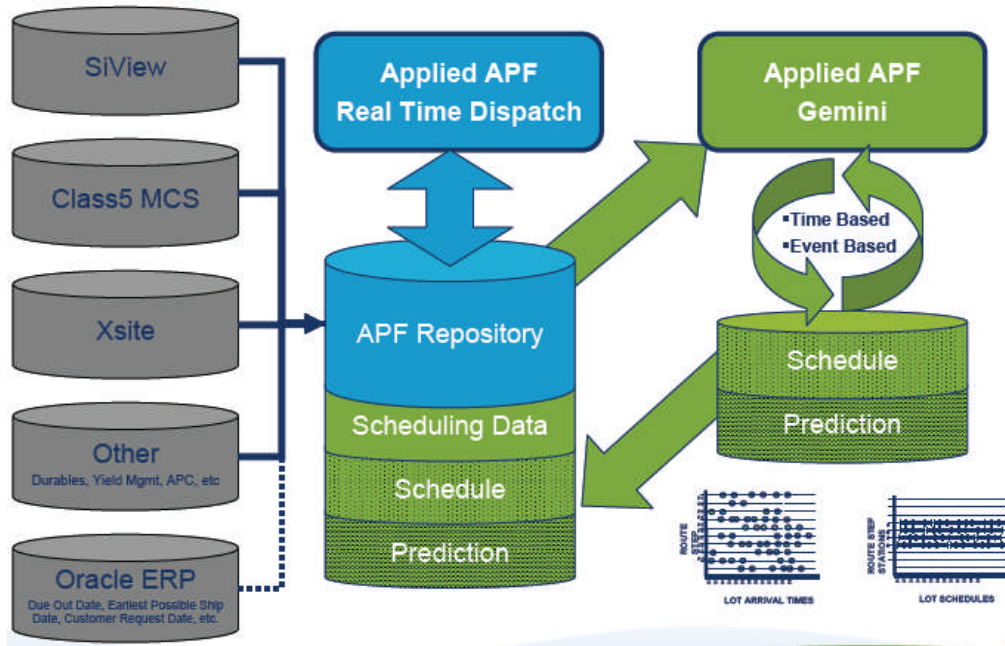 SiView
Class5 MCS
Xsite
Other
Durables, Yield Mgmt, APC, etc
Oracle ERP
Due Out Date, Earliest Possible Ship
Date, Customer Request Date, etc.
Applied APF
Real Time Dispatch
APF Repository
Scheduling Data
Schedule
Prediction
Applied APF
Gemini
▪Time Based
▪Event Based
Schedule
Prediction
ROUTE
STEP
LOT ARRIVAL TIMES
ROUTE STEP
STATIONS
LOT SCHEDULES